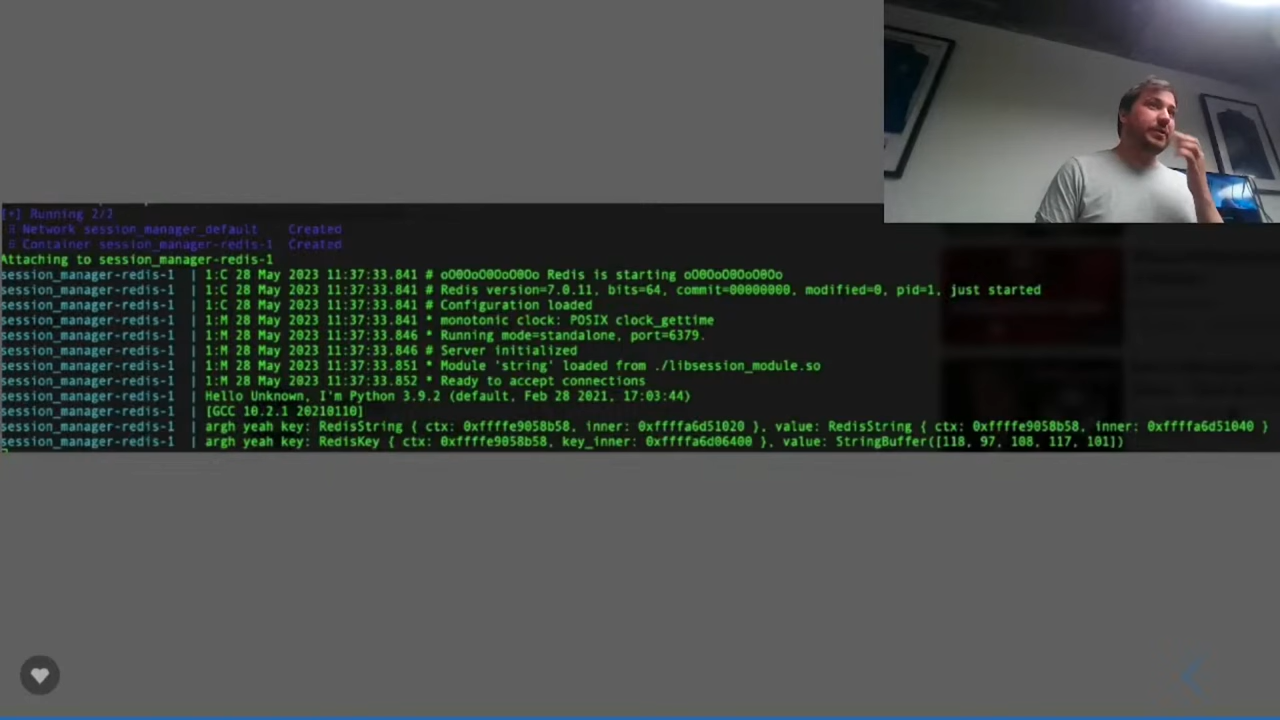 [+] Running 2/2
⠿ Network session_manager_default Created
⠿ Container session_manager-redis-1 Created
Attaching to session_manager-redis-1
session_manager-redis-1 | 1:C 28 May 2023 11:37:33.841 # oO0OoO0OoO0Oo Redis is starting oO0OoO0OoO0Oo
session_manager-redis-1 | 1:C 28 May 2023 11:37:33.841 # Redis version=7.0.11, bits=64, commit=00000000, modified=0, pid=1, just started
session_manager-redis-1 | 1:C 28 May 2023 11:37:33.841 # Configuration loaded
session_manager-redis-1 | 1:M 28 May 2023 11:37:33.841 * monotonic clock: POSIX clock_gettime
session_manager-redis-1 | 1:M 28 May 2023 11:37:33.846 * Running mode=standalone, port=6379.
session_manager-redis-1 | 1:M 28 May 2023 11:37:33.846 # Server initialized
session_manager-redis-1 | 1:M 28 May 2023 11:37:33.851 * Module 'string' loaded from ./libsession_module.so
session_manager-redis-1 | 1:M 28 May 2023 11:37:33.852 * Ready to accept connections
session_manager-redis-1 | Hello Unknown, I'm Python 3.9.2 (default, Feb 28 2021, 17:03:44)
session_manager-redis-1 | [GCC 10.2.1 20210110]
session_manager-redis-1 | argh yeah key: RedisString { ctx: 0xffffe9058b58, inner: 0xffffa6d51020 }, value: RedisString { ctx: 0xffffe9058b58, inner: 0xffffa6d51040 }
session_manager-redis-1 | argh yeah key: RedisKey { ctx: 0xffffe9058b58, key_inner: 0xffffa6d06400 }, value: StringBuffer([118, 97, 108, 117, 101])